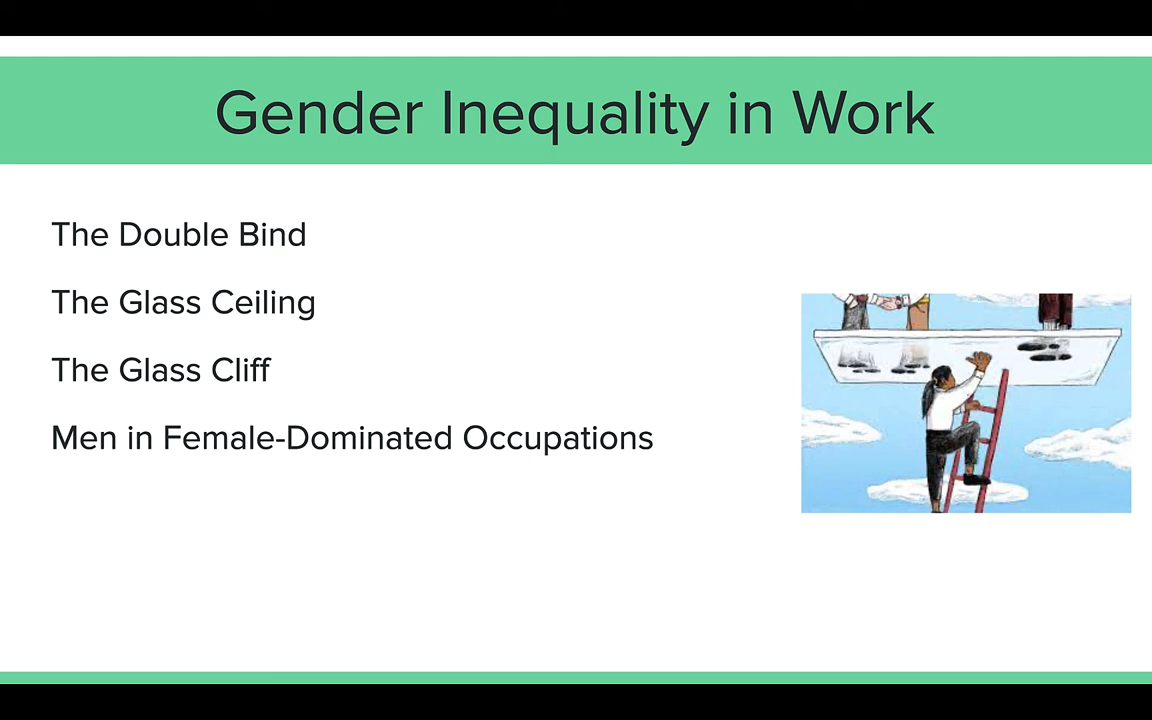 Gender Inequality in Work
The Double Bind
The Glass Ceiling
The Glass Cliff
Men in Female-Dominated Occupations